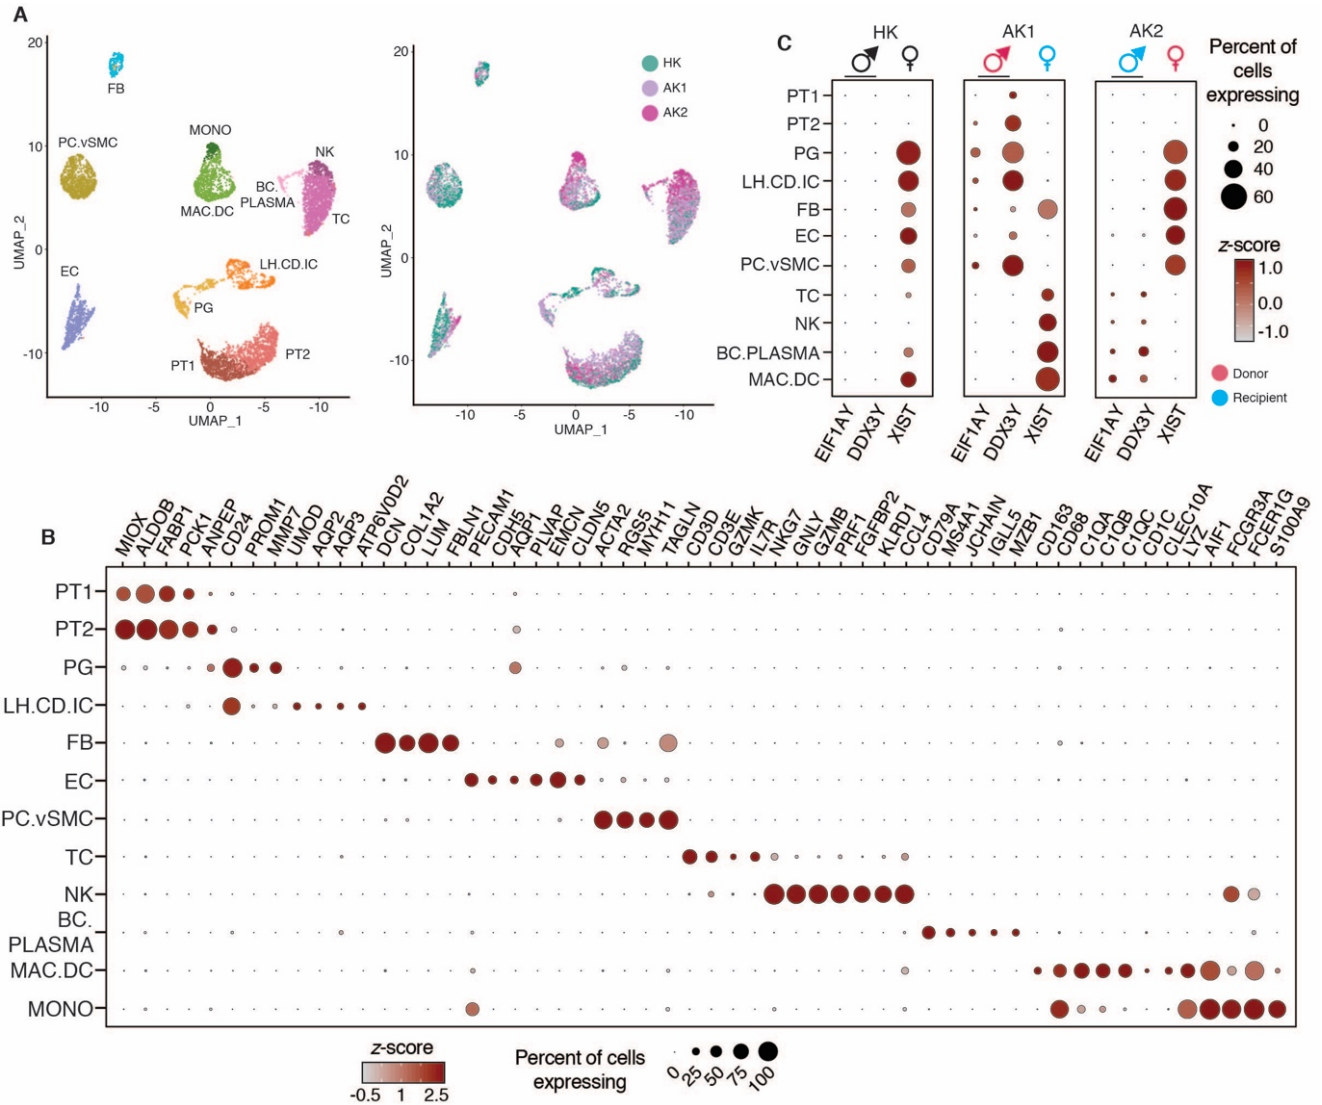 A
20
10
0
-10
UMAP_2
FB
PC.vSMC
MONO
MAC.DC
NK
BC.
PLASMA
TC
EC
LH.CD.IC
PG
PT1
PT2
-10
-5
0
-5
-10
UMAP_1
20
10
0
-10
UMAP_2
HK
AK1
AK2
-10
-5
0
-5
-10
UMAP_1
C
HK
AK1
AK2
♂ ♀
♂ ♀
♂ ♀
PT1
PT2
PG
LH.CD.IC
FB
EC
PC.vSMC
TC
NK
BC.PLASMA
MAC.DC
EIF1AY
DDX3Y
XIST
EIF1AY
DDX3Y
XIST
EIF1AY
DDX3Y
XIST
Percent of
cells
expressing
0
20
40
60
z-score
1.0
0.0
-1.0
Donor
Recipient
B
MIOX
ALDOB
FABP1
PCK1
ANPEP
CD24
PROM1
MMP7
UMOD
AQP2
AQP3
ATP6V0D2
DCN
COL1A2
LUM
FBLN1
PECAM1
CDH5
AQP1
PLVAP
EMCN
CLDN5
ACTA2
RGS5
MYH11
TAGLN
CD3D
CD3E
GZMK
IL7R
NKG7
GNLY
GZMB
PRF1
FGFBP2
KLRD1
CCL4
CD79A
MS4A1
JCHAIN
IGLL5
MZB1
CD163
CD68
C1QA
C1QB
C1QC
CD1C
CLEC10A
LYZ
AIF1
FCGR3A
FCER1G
S100A9
PT1
PT2
PG
LH.CD.IC
FB
EC
PC.vSMC
TC
NK
BC.
PLASMA
MAC.DC
MONO
z-score
-0.5 1 2.5
Percent of cells
expressing
0 25 50 75 100